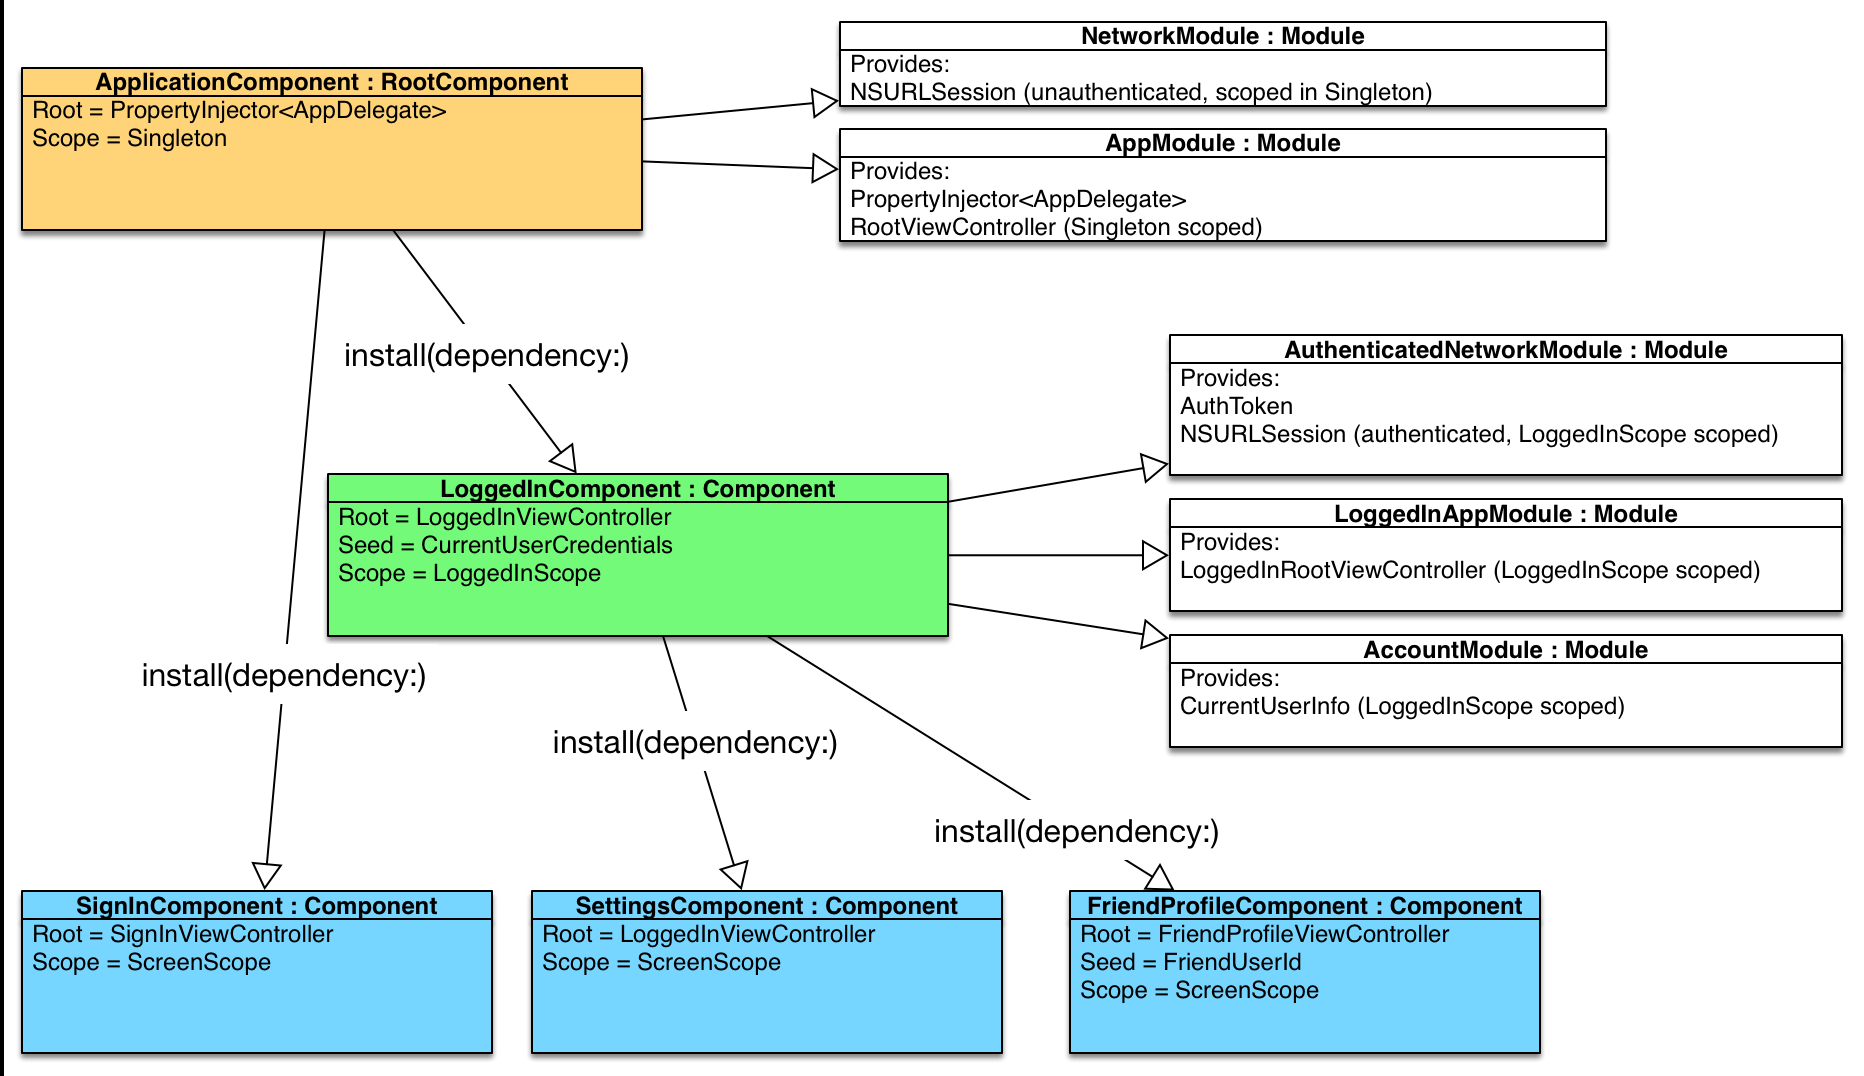 NetworkModule : Module
Provides:
NSURLSession (unauthenticated, scoped in Singleton)
ApplicationComponent : RootComponent
Root = PropertyInjector<AppDelegate>
Scope = Singleton
AppModule : Module
Provides:
PropertyInjector<AppDelegate>
RootViewController (Singleton scoped)
install(dependency:)
AuthenticatedNetworkModule : Module
Provides:
AuthToken
NSURLSession (authenticated, LoggedInScope scoped)
LoggedInComponent : Component
Root = LoggedInViewController
Seed = CurrentUserCredentials
Scope = LoggedInScope
LoggedInAppModule : Module
Provides:
LoggedInRootViewController (LoggedInScope scoped)
AccountModule : Module
Provides:
CurrentUserInfo (LoggedInScope scoped)
install(dependency:)
install(dependency:)
install(dependency:)
SignInComponent : Component
Root = SignInViewController
Scope = ScreenScope
SettingsComponent : Component
Root = LoggedInViewController
Scope = ScreenScope
FriendProfileComponent : Component
Root = FriendProfileViewController
Seed = FriendUserId
Scope = ScreenScope